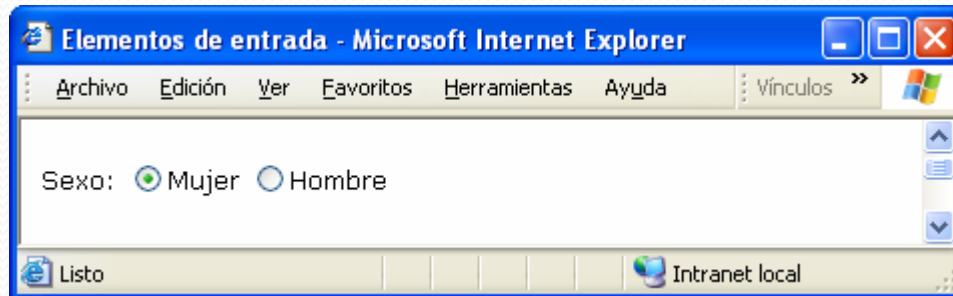 Elementos de entrada - Microsoft Internet Explorer
Archivo Edición Ver Favoritos Herramientas Ayuda Vínculos »
Sexo: Mujer Hombre
Listo Intranet local